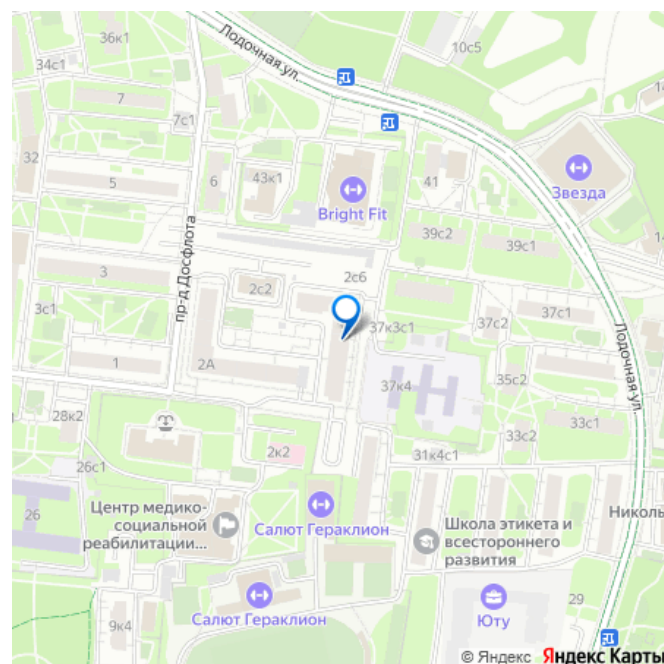 36к1
Лодочная ул.
10с5
34с1
7
7с1
32
43к1
41
Звезда
5
6
Bright Fit
39с2
39с1
пр-д Досфлота
3
2с2
2с6
3с1
37к3с1
37с2
37с1
Лодочная ул.
1
2А
37к4
35с2
28к2
33с1
33с2
2к2
31к4с1
26с1
26
Центр медико-
социальной
реабилитации...
Салют Гераклион
Школа этикета и
всестороннего
развития
Николь
Салют Гераклион
Юту
29
9к4
© Яндекс Яндекс Карты